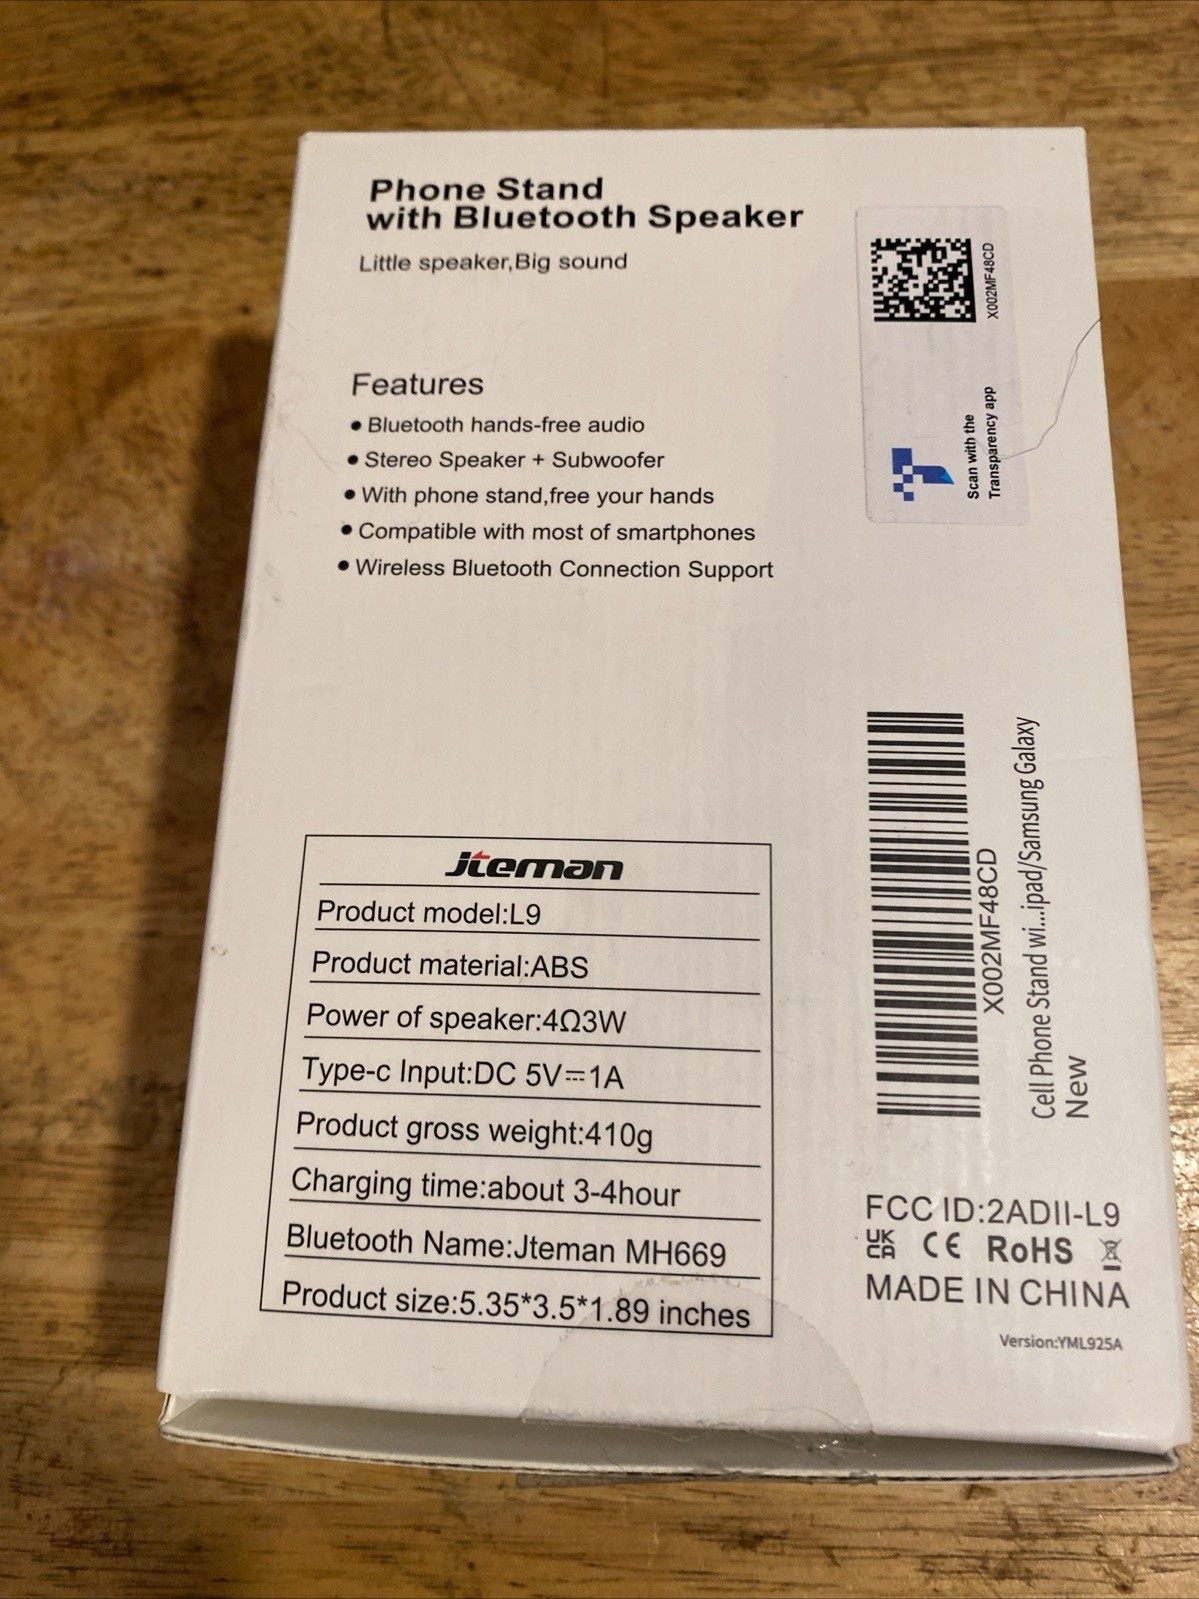 Phone Stand
with Bluetooth Speaker
Little speaker,Big sound
X002MF48CD
Scan with the
Transparency app
Features
• Bluetooth hands-free audio
• Stereo Speaker + Subwoofer
• With phone stand,free your hands
• Compatible with most of smartphones
• Wireless Bluetooth Connection Support
Jteman
Product model:L9
Product material:ABS
Power of speaker:4Ω3W
Type-c Input:DC 5V⎓1A
Product gross weight:410g
Charging time:about 3-4hour
Bluetooth Name:Jteman MH669
Product size:5.35*3.5*1.89 inches
X002MF48CD
Cell Phone Stand wi...ipad/Samsung Galaxy
New
FCC ID:2ADII-L9
UK
CA CE RoHS
MADE IN CHINA
Version:YML925A